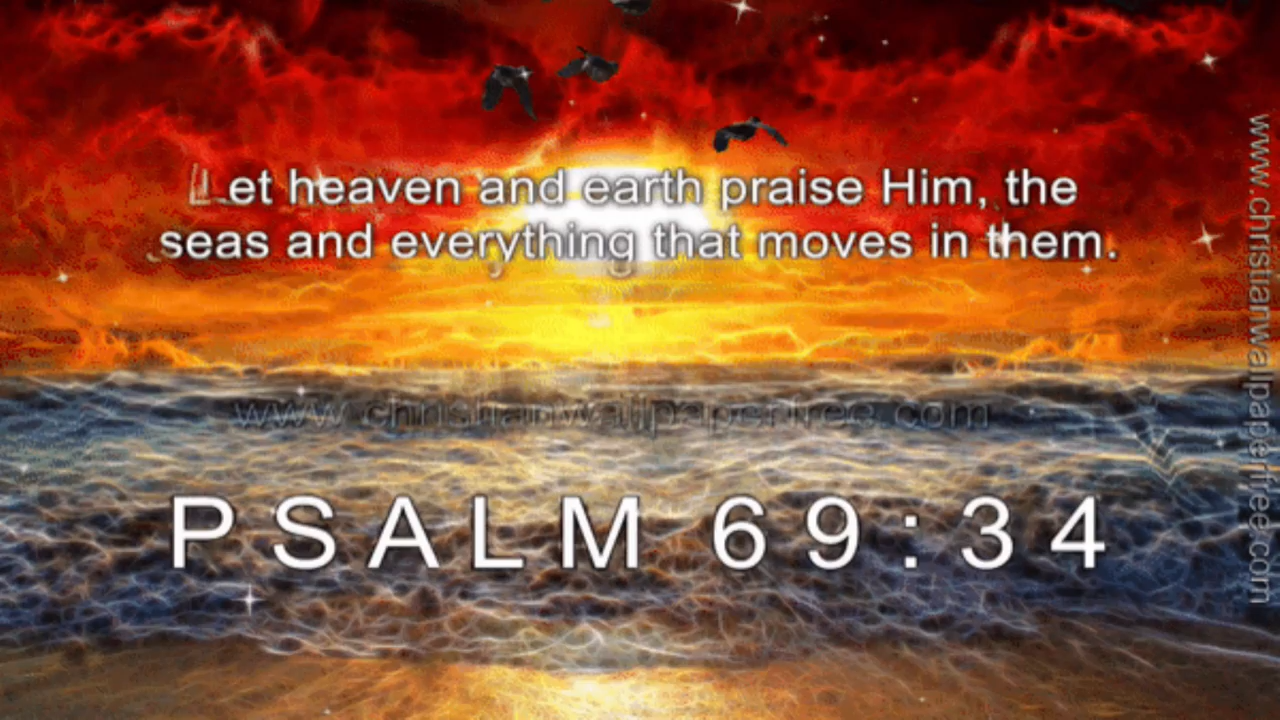 Let heaven and earth praise Him, the
seas and everything that moves in them.
www.christianwallpaperfree.com
PSALM 69:34
www.christianwallpaperfree.com